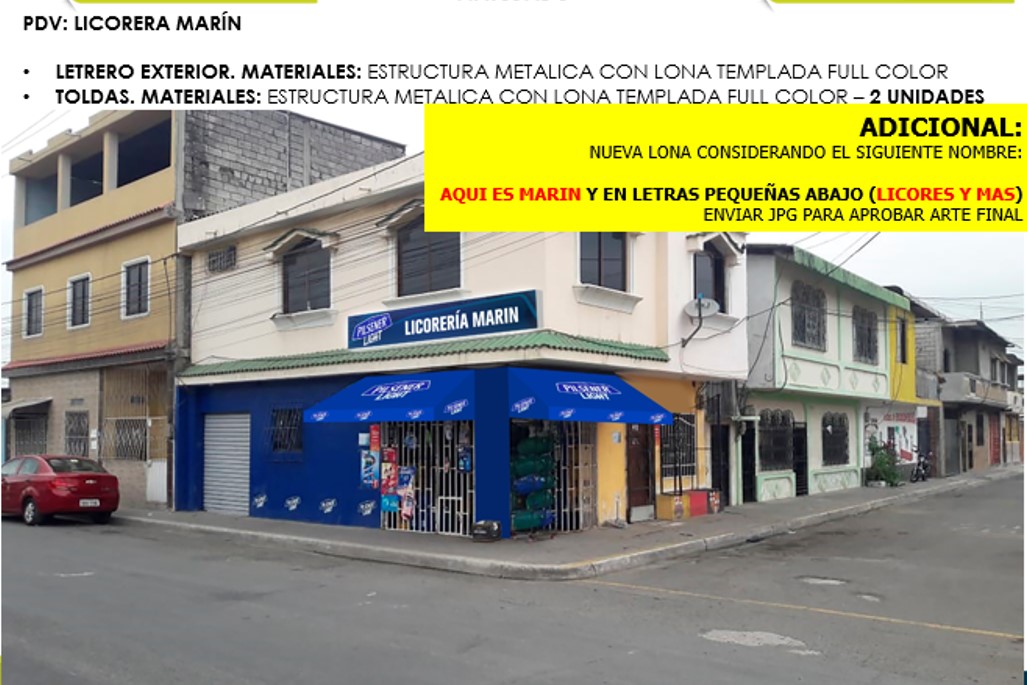 PDV: LICORERA MARÍN
• LETRERO EXTERIOR. MATERIALES: ESTRUCTURA METALICA CON LONA TEMPLADA FULL COLOR
• TOLDAS. MATERIALES: ESTRUCTURA METALICA CON LONA TEMPLADA FULL COLOR – 2 UNIDADES
ADICIONAL:
NUEVA LONA CONSIDERANDO EL SIGUIENTE NOMBRE:
AQUI ES MARIN Y EN LETRAS PEQUEÑAS ABAJO (LICORES Y MAS)
ENVIAR JPG PARA APROBAR ARTE FINAL
PILSENER
LIGHT
LICORERÍA MARIN
PILSENER
LIGHT
PILSENER
LIGHT